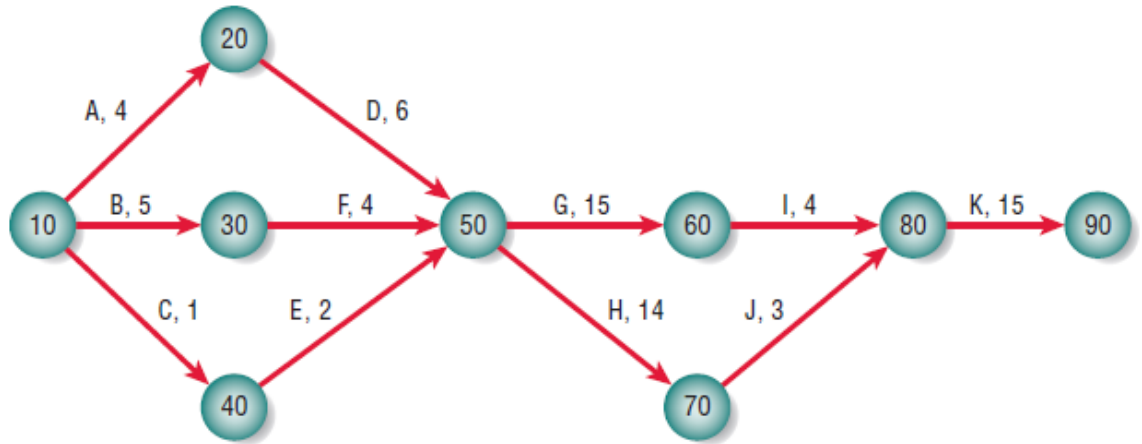 20
A, 4
D, 6
10
B, 5
30
F, 4
50
G, 15
60
I, 4
80
K, 15
90
C, 1
E, 2
H, 14
J, 3
40
70